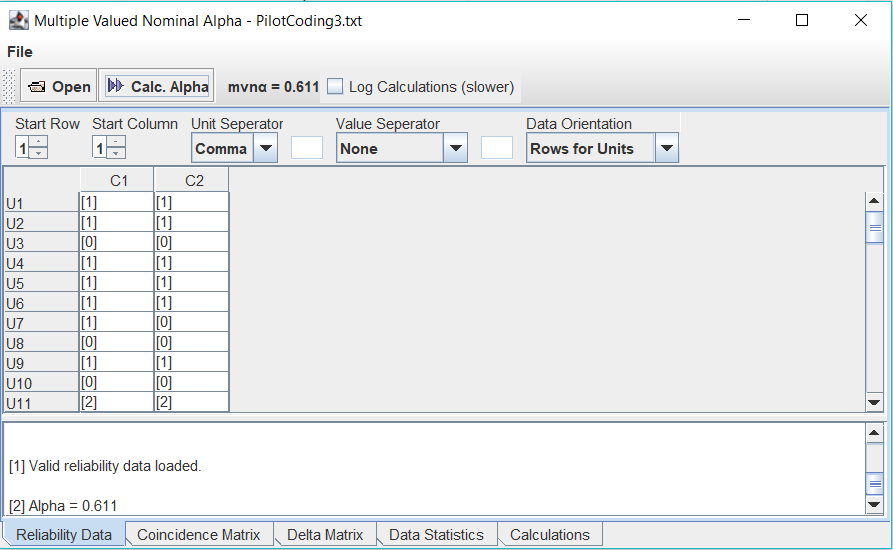 Multiple Valued Nominal Alpha - PilotCoding3.txt
File
Open Calc. Alpha mvnα = 0.611 Log Calculations (slower)
Start Row Start Column Unit Seperator Value Seperator Data Orientation
1 1 Comma None Rows for Units
C1 C2
U1 [1] [1]
U2 [1] [1]
U3 [0] [0]
U4 [1] [1]
U5 [1] [1]
U6 [1] [1]
U7 [1] [0]
U8 [0] [0]
U9 [1] [1]
U10 [0] [0]
U11 [2] [2]
[1] Valid reliability data loaded.
[2] Alpha = 0.611
Reliability Data Coincidence Matrix Delta Matrix Data Statistics Calculations